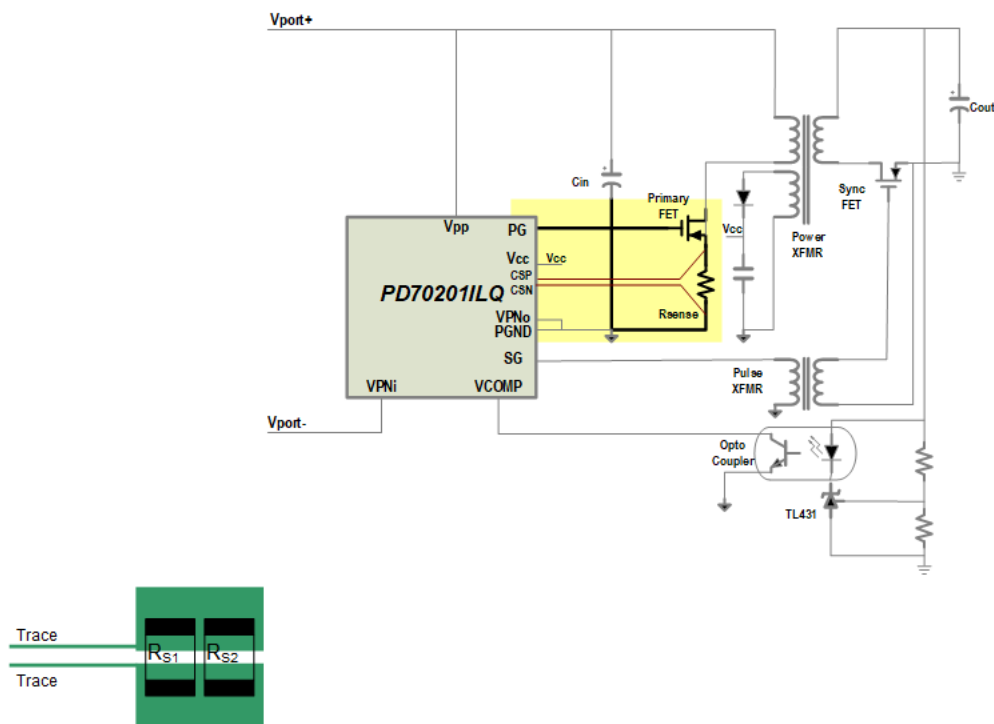 Vport+
Cin
Primary
FET
Vpp
PG
Vcc
Vcc
CSP
CSN
PD70201ILQ
VPNo
PGND
Rsense
SG
VPNi
VCOMP
Vport-
Vcc
Power
XFMR
Sync
FET
Cout
Pulse
XFMR
Opto
Coupler
TL431
Trace
Trace
RS1
RS2